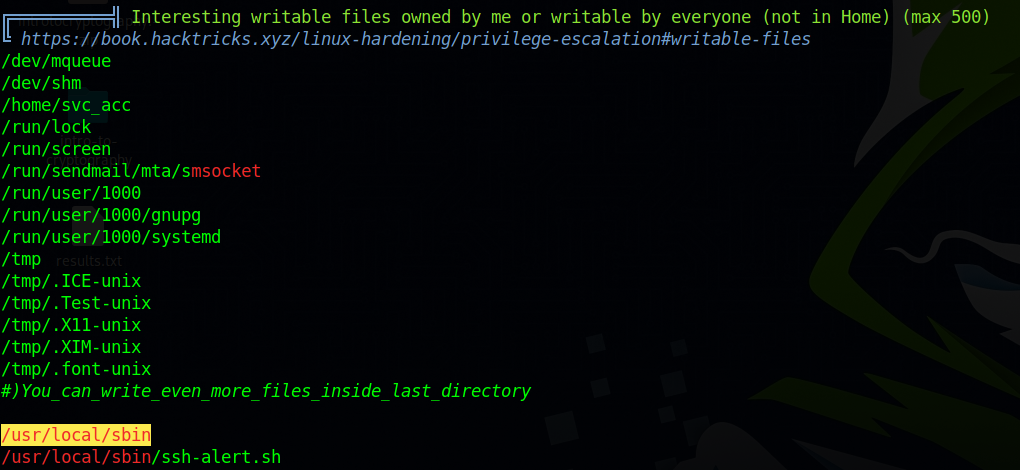 ╔══════════╣ Interesting writable files owned by me or writable by everyone (not in Home) (max 500)
╚ https://book.hacktricks.xyz/linux-hardening/privilege-escalation#writable-files
/dev/mqueue
/dev/shm
/home/svc_acc
/run/lock
/run/screen
/run/sendmail/mta/smsocket
/run/user/1000
/run/user/1000/gnupg
/run/user/1000/systemd
/tmp
results.txt
/tmp/.ICE-unix
/tmp/.Test-unix
/tmp/.X11-unix
/tmp/.XIM-unix
/tmp/.font-unix
#)You_can_write_even_more_files_inside_last_directory
/usr/local/sbin
/usr/local/sbin/ssh-alert.sh